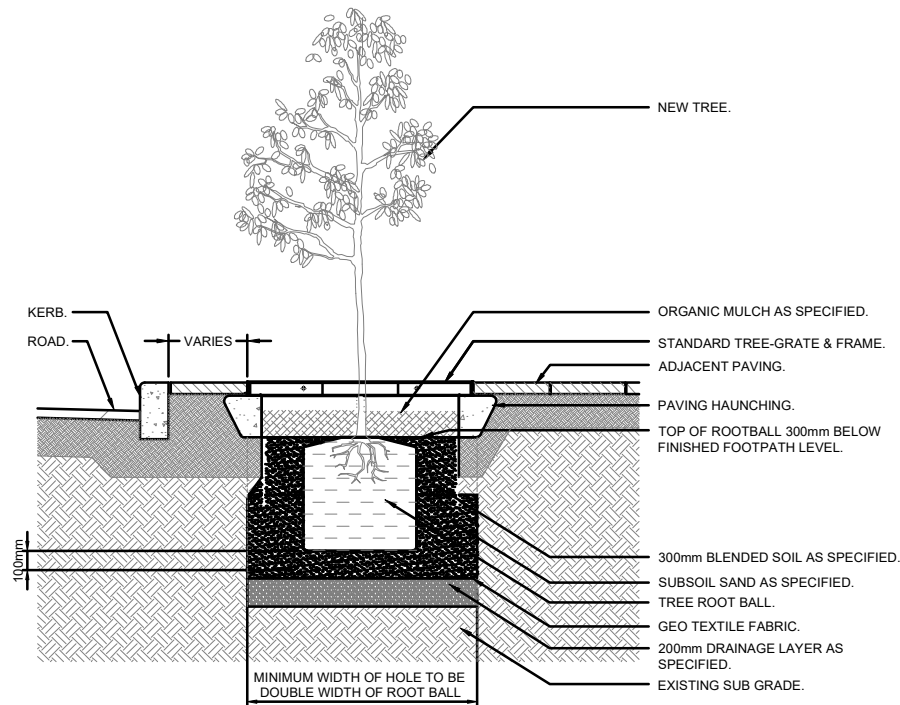 NEW TREE.
KERB.
ROAD.
VARIES
ORGANIC MULCH AS SPECIFIED.
STANDARD TREE-GRATE & FRAME.
ADJACENT PAVING.
PAVING HAUNCHING.
TOP OF ROOTBALL 300mm BELOW
FINISHED FOOTPATH LEVEL.
100mm
300mm BLENDED SOIL AS SPECIFIED.
SUBSOIL SAND AS SPECIFIED.
TREE ROOT BALL.
GEO TEXTILE FABRIC.
200mm DRAINAGE LAYER AS
SPECIFIED.
EXISTING SUB GRADE.
MINIMUM WIDTH OF HOLE TO BE
DOUBLE WIDTH OF ROOT BALL